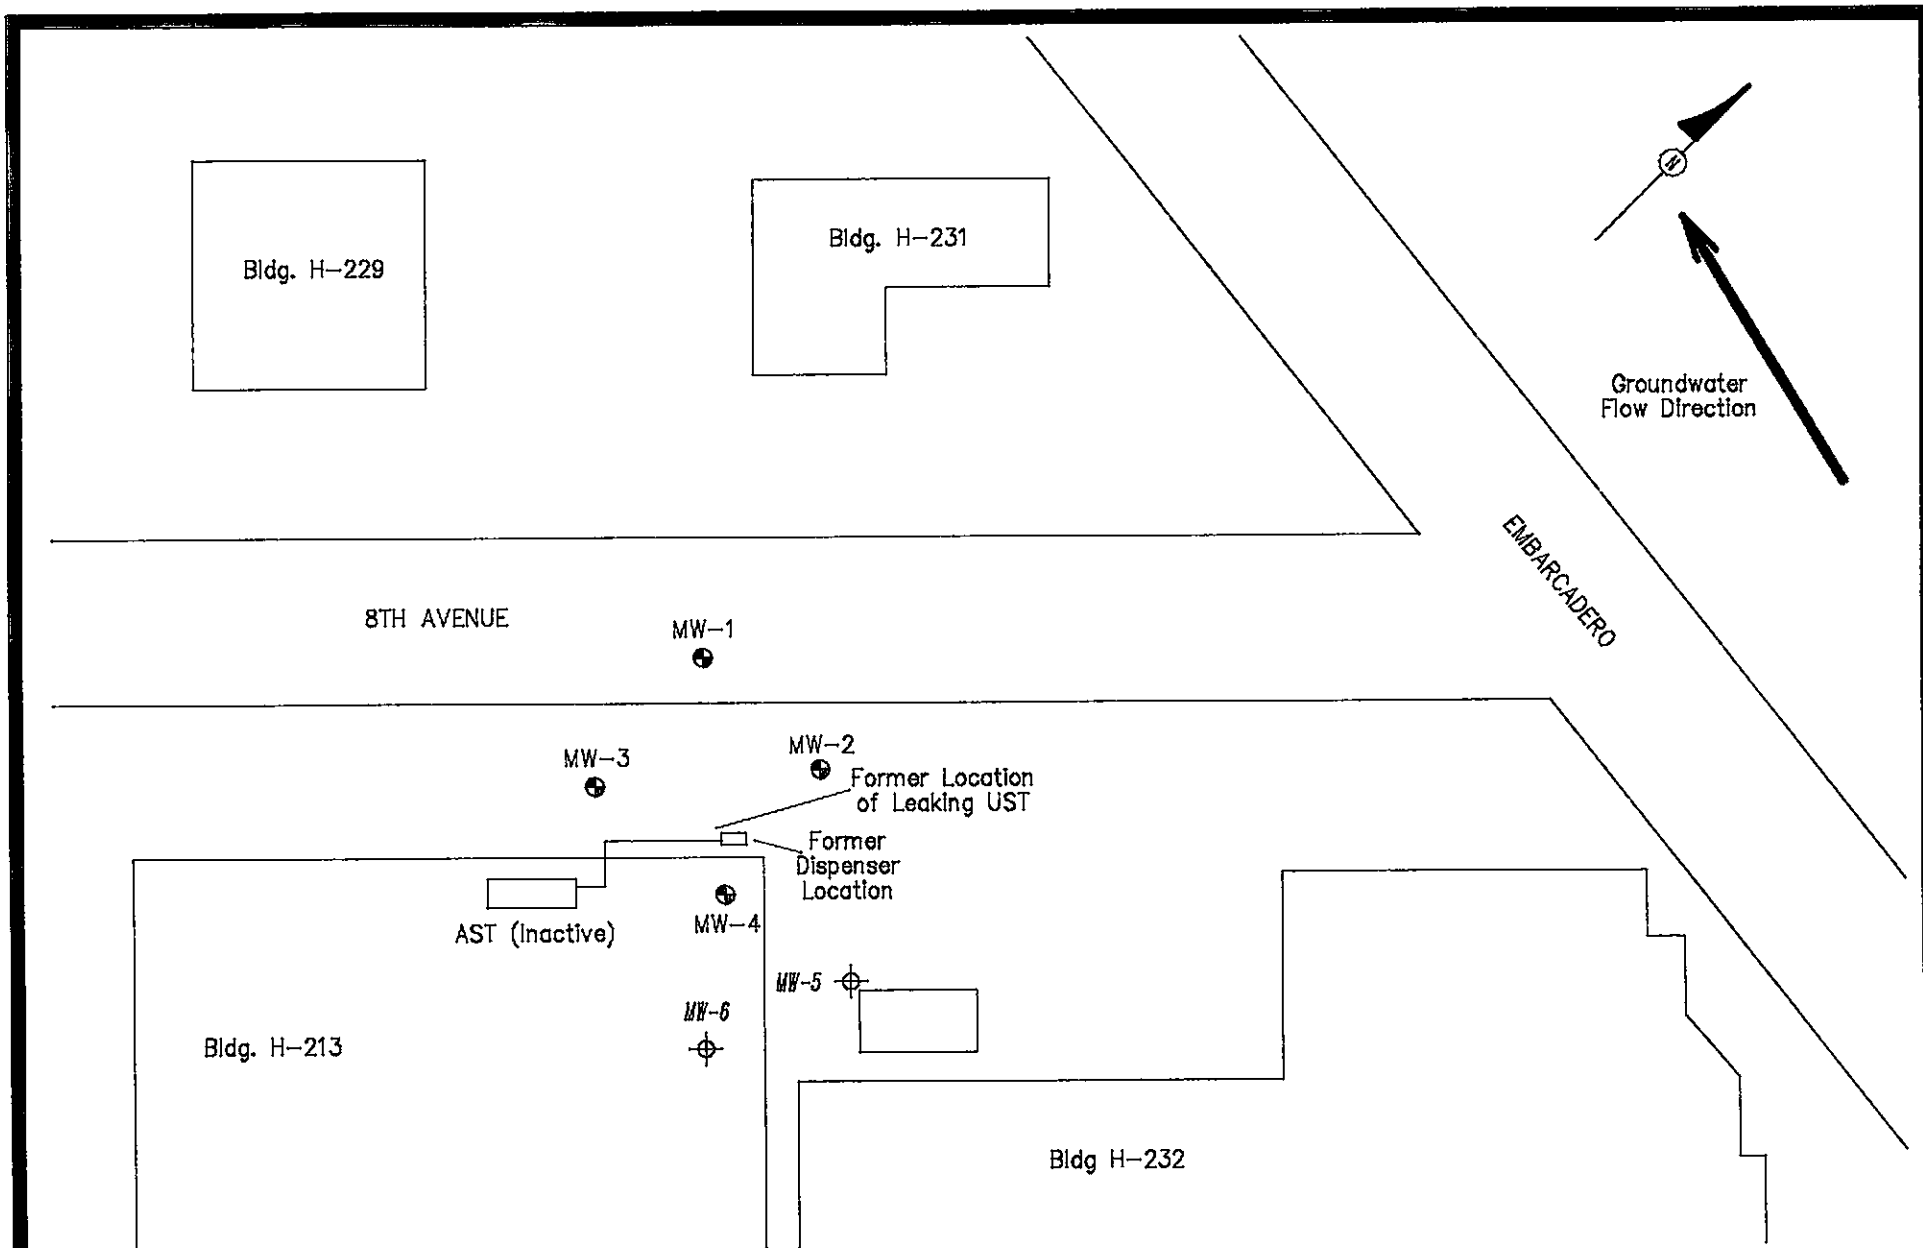 N
Bldg. H-231
Bldg. H-229
Groundwater
Flow Direction
EMBARCADERO
8TH AVENUE
MW-1
MW-2
MW-3
Former Location
of Leaking UST
Former
Dispenser
Location
MW-4
AST (Inactive)
MW-5
MW-6
Bldg. H-213
Bldg H-232